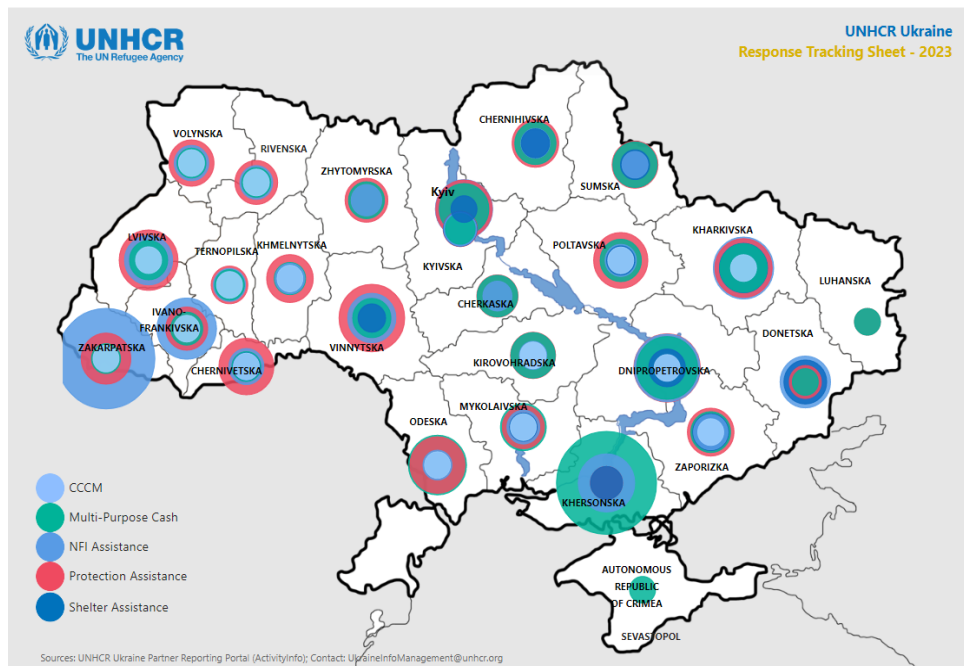 UNHCR
The UN Refugee Agency
UNHCR Ukraine
Response Tracking Sheet - 2023
CHERNIHIVSKA
VOLYNSKA
RIVENSKA
ZHYTOMYRSKA
SUMSKA
Kyiv
LVIVSKA
TERNOPILSKA
KHMELNYTSKA
KYIVSKA
POLTAVSKA
KHARKIVSKA
LUHANSKA
CHERKASKA
IVANO-
FRANKIVSKA
ZAKARPATSKA
CHERNIVETSKA
VINNYTSKA
KIROVOHRADSKA
DNIPROPETROVSKA
DONETSKA
MYKOLAIVSKA
ODESKA
ZAPORIZKA
KHERSONSKA
AUTONOMOUS
REPUBLIC
OF CRIMEA
SEVASTOPOL
CCCM
Multi-Purpose Cash
NFI Assistance
Protection Assistance
Shelter Assistance
Sources: UNHCR Ukraine Partner Reporting Portal (ActivityInfo); Contact: UkraineInfoManagement@unhcr.org